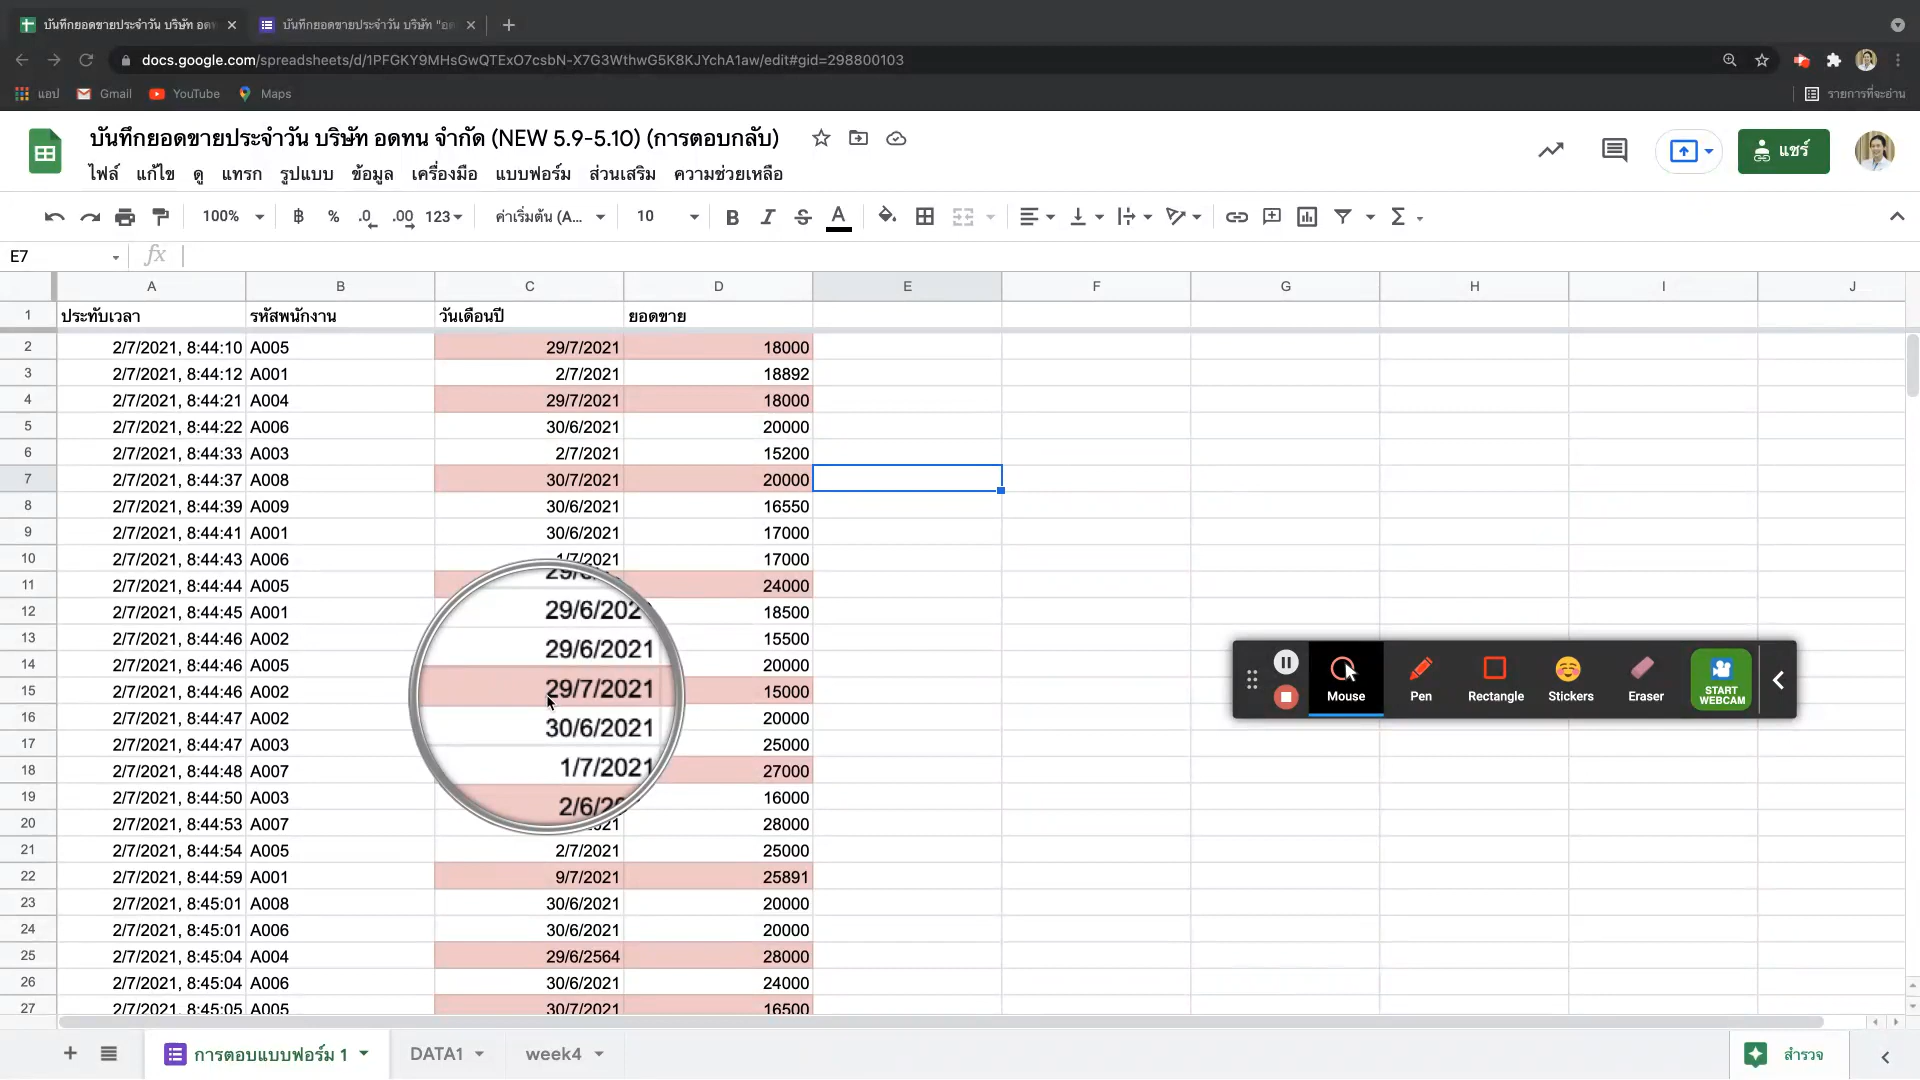 บันทึกยอดขายประจำวัน บริษัท อดท
บันทึกยอดขายประจำวัน บริษัท "อด
docs.google.com/spreadsheets/d/1PFGKY9MHsGwQTExO7csbN-X7G3WthwG5K8KJYchA1aw/edit#gid=298800103
แอป Gmail YouTube Maps รายการที่จะอ่าน
บันทึกยอดขายประจำวัน บริษัท อดทน จำกัด (NEW 5.9-5.10) (การตอบกลับ)
แชร์
ไฟล์ แก้ไข ดู แทรก รูปแบบ ข้อมูล เครื่องมือ แบบฟอร์ม ส่วนเสริม ความช่วยเหลือ
100% ฿ % .0 .00 123 ค่าเริ่มต้น (A... 10 B I S A Σ
E7 fx
A B C D E F G H I J
1 ประทับเวลา รหัสพนักงาน วันเดือนปี ยอดขาย
2 2/7/2021, 8:44:10 A005 29/7/2021 18000
3 2/7/2021, 8:44:12 A001 2/7/2021 18892
4 2/7/2021, 8:44:21 A004 29/7/2021 18000
5 2/7/2021, 8:44:22 A006 30/6/2021 20000
6 2/7/2021, 8:44:33 A003 2/7/2021 15200
7 2/7/2021, 8:44:37 A008 30/7/2021 20000
8 2/7/2021, 8:44:39 A009 30/6/2021 16550
9 2/7/2021, 8:44:41 A001 30/6/2021 17000
10 2/7/2021, 8:44:43 A006 1/7/2021 17000
11 2/7/2021, 8:44:44 A005 24000
12 2/7/2021, 8:44:45 A001 29/6/202 18500
13 2/7/2021, 8:44:46 A002 29/6/2021 15500
14 2/7/2021, 8:44:46 A005 20000
15 2/7/2021, 8:44:46 A002 29/7/2021 15000
16 2/7/2021, 8:44:47 A002 30/6/2021 20000
17 2/7/2021, 8:44:47 A003 1/7/2021 25000
18 2/7/2021, 8:44:48 A007 27000
19 2/7/2021, 8:44:50 A003 2/6/20 16000
20 2/7/2021, 8:44:53 A007 28000
21 2/7/2021, 8:44:54 A005 2/7/2021 25000
22 2/7/2021, 8:44:59 A001 9/7/2021 25891
23 2/7/2021, 8:45:01 A008 30/6/2021 20000
24 2/7/2021, 8:45:01 A006 30/6/2021 20000
25 2/7/2021, 8:45:04 A004 29/6/2564 28000
26 2/7/2021, 8:45:04 A006 30/6/2021 24000
27 2/7/2021, 8:45:05 A005 30/7/2021 16500
Mouse Pen Rectangle Stickers Eraser START WEBCAM
การตอบแบบฟอร์ม 1 DATA1 week4 สำรวจ